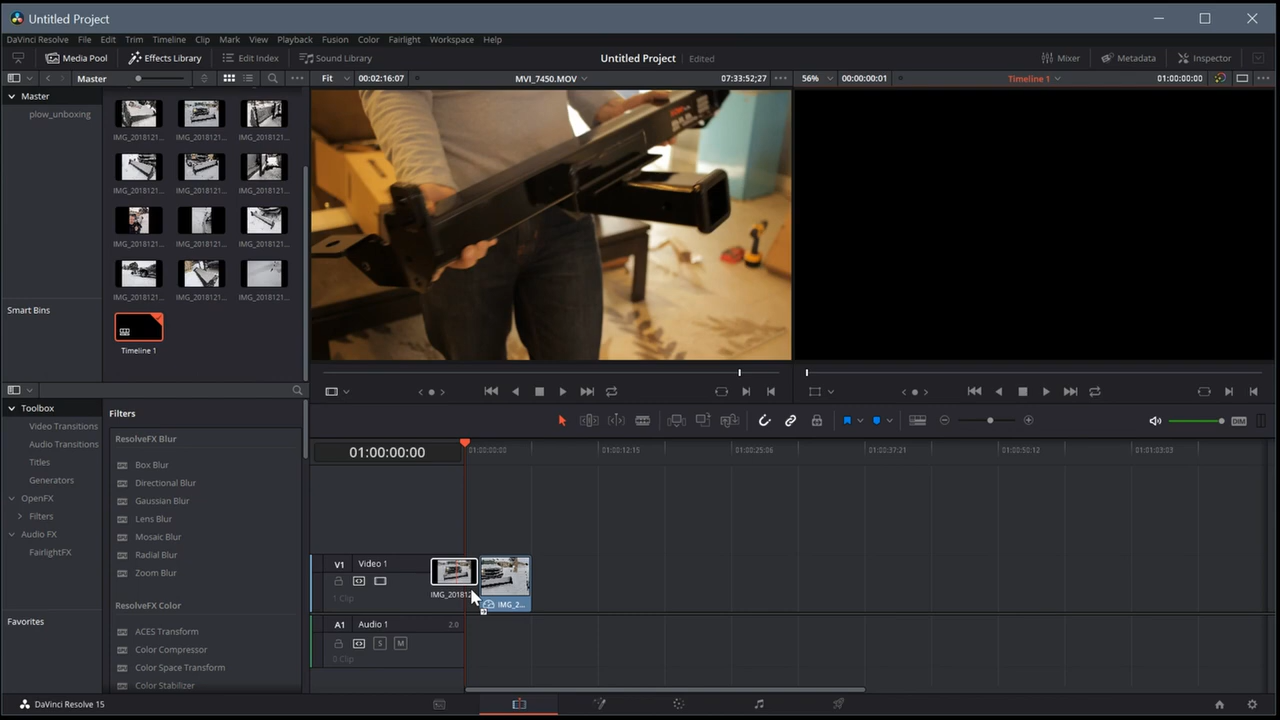 Untitled Project
DaVinci Resolve File Edit Trim Timeline Clip Mark View Playback Fusion Color Fairlight Workspace Help
Media Pool Effects Library Edit Index Sound Library Untitled Project Edited Mixer Metadata Inspector
Master Fit 00:02:16:07 MVI_7450.MOV 07:33:52;27 56% 00:00:00:01 Timeline 1 01:00:00:00
Master
plow_unboxing
IMG_2018121... IMG_2018121... IMG_2018121...
IMG_2018121... IMG_2018121... IMG_2018121...
IMG_2018121... IMG_2018121... IMG_2018121...
IMG_2018121... IMG_2018121... IMG_2018121...
Smart Bins
Timeline 1
Toolbox
Video Transitions
Audio Transitions
Titles
Generators
OpenFX
Filters
Audio FX
FairlightFX
Favorites
Filters
ResolveFX Blur
Box Blur
Directional Blur
Gaussian Blur
Lens Blur
Mosaic Blur
Radial Blur
Zoom Blur
ResolveFX Color
ACES Transform
Color Compressor
Color Space Transform
Color Stabilizer
DIM
01:00:00:00
01:00:00:00 01:00:12:15 01:00:25:06 01:00:37:21 01:00:50:12 01:01:03:03
V1 Video 1
1 Clip
IMG_201812
IMG_2...
A1 Audio 1 2.0
S M
0 Clip
DaVinci Resolve 15